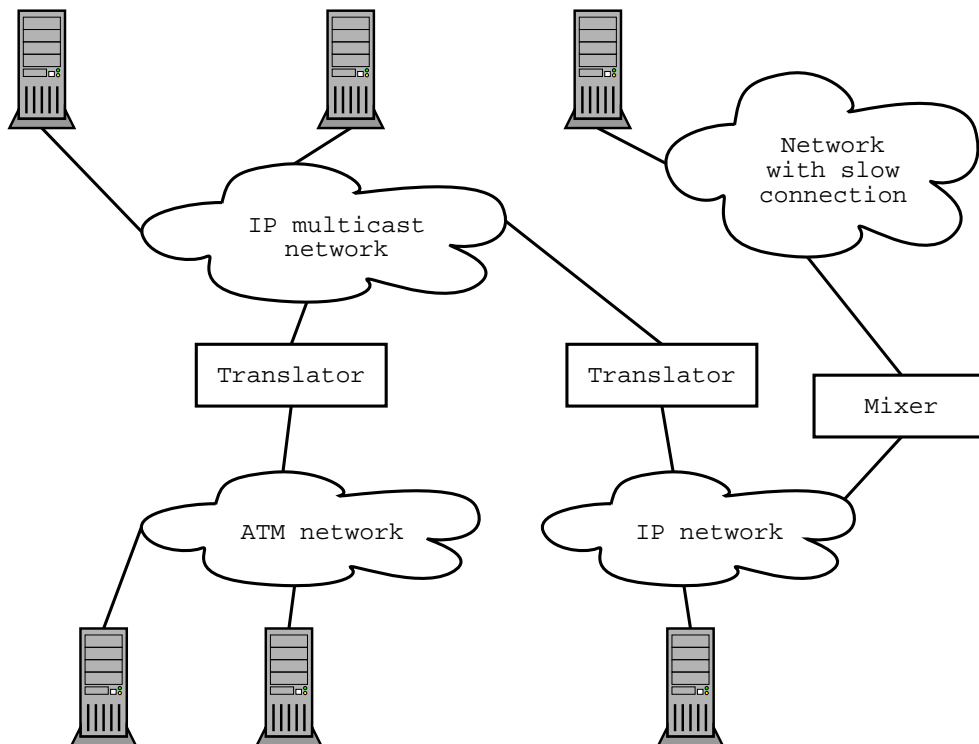 Network
with slow
connection
IP multicast
network
Translator
Translator
Mixer
ATM network
IP network